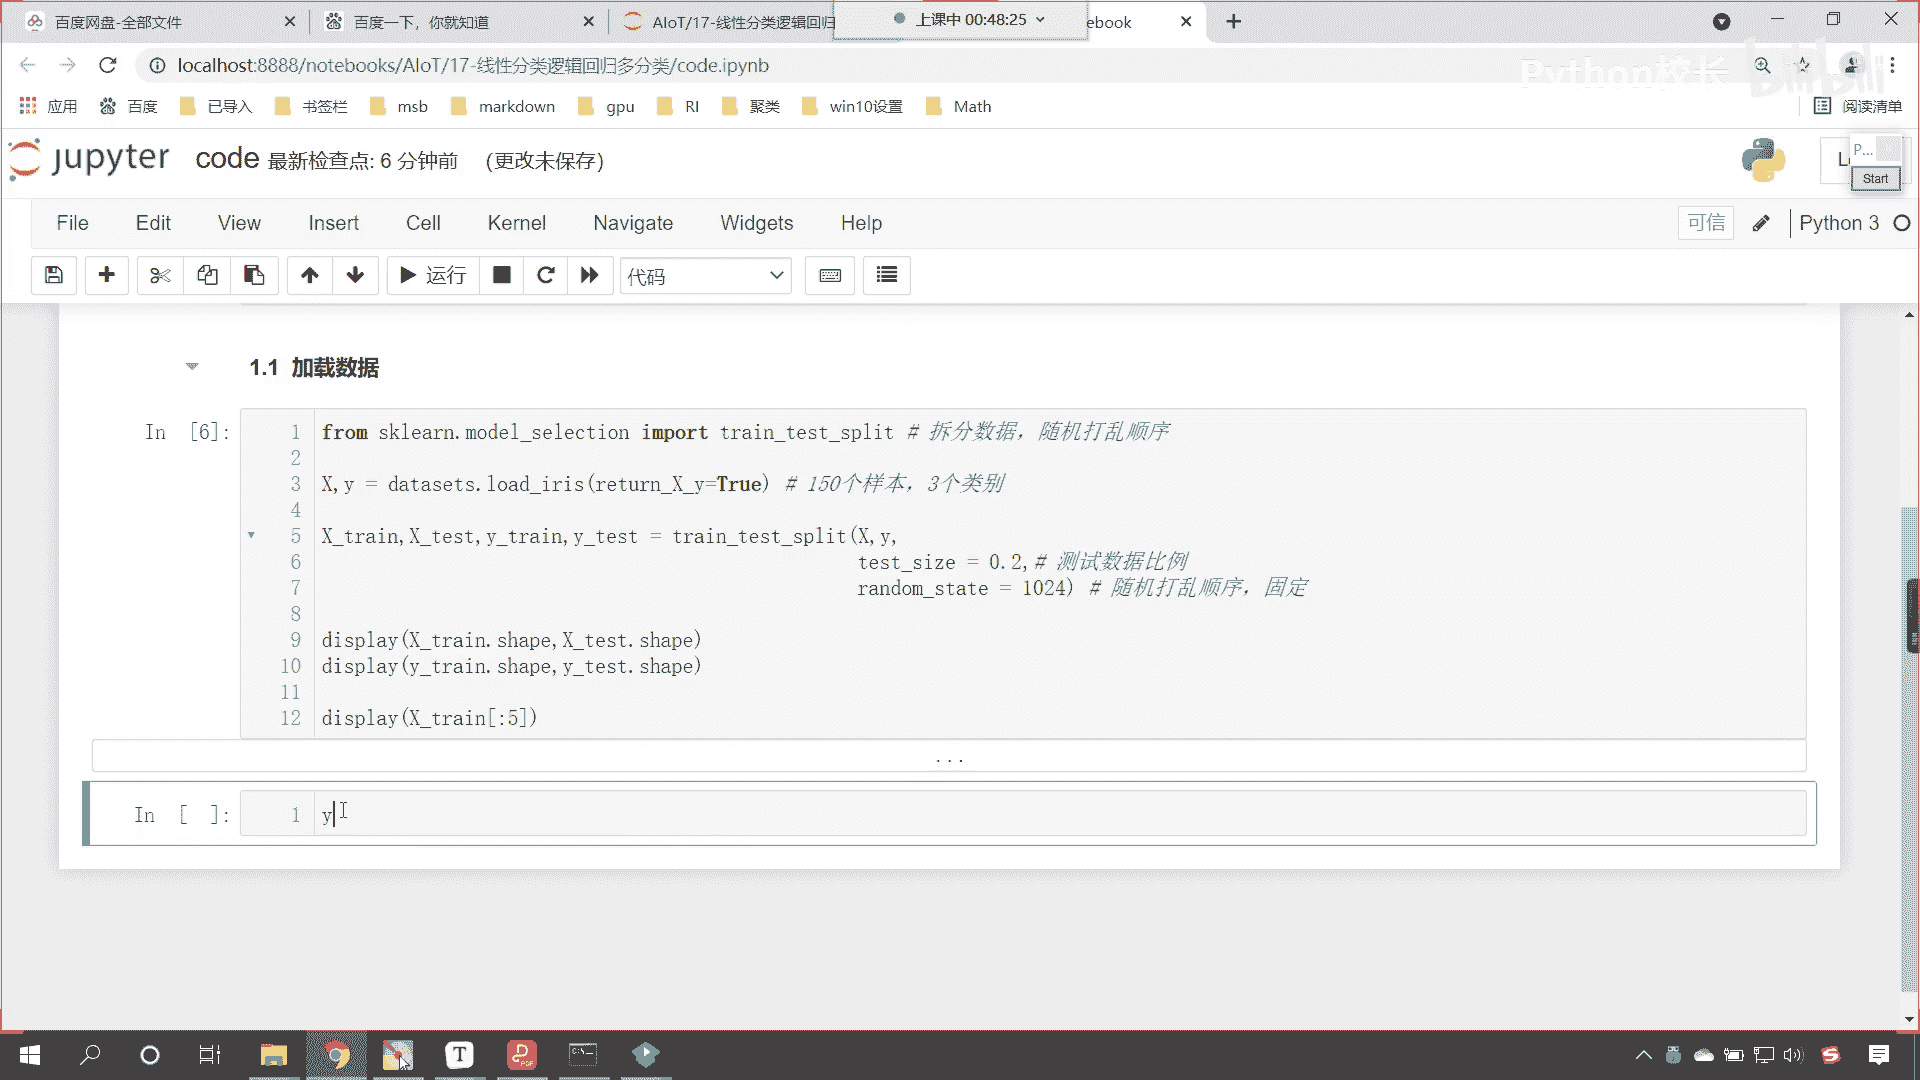 百度网盘-全部文件
百度一下，你就知道
AIoT/17-线性分类逻辑回归
上课中 00:48:25
ebook
localhost:8888/notebooks/AIoT/17-线性分类逻辑回归多分类/code.ipynb
Python校长
bilibili
应用
百度
已导入
书签栏
msb
markdown
gpu
RI
聚类
win10设置
Math
阅读清单
jupyter
code 最新检查点: 6 分钟前 (更改未保存)
P...
Start
File
Edit
View
Insert
Cell
Kernel
Navigate
Widgets
Help
可信
Python 3
运行
代码
1.1 加载数据
In [6]:
1 from sklearn.model_selection import train_test_split # 拆分数据，随机打乱顺序
2
3 X,y = datasets.load_iris(return_X_y=True) # 150个样本，3个类别
4
5 X_train,X_test,y_train,y_test = train_test_split(X,y,
6 test_size = 0.2,# 测试数据比例
7 random_state = 1024) # 随机打乱顺序，固定
8
9 display(X_train.shape,X_test.shape)
10 display(y_train.shape,y_test.shape)
11
12 display(X_train[:5])
...
In [ ]:
1 y